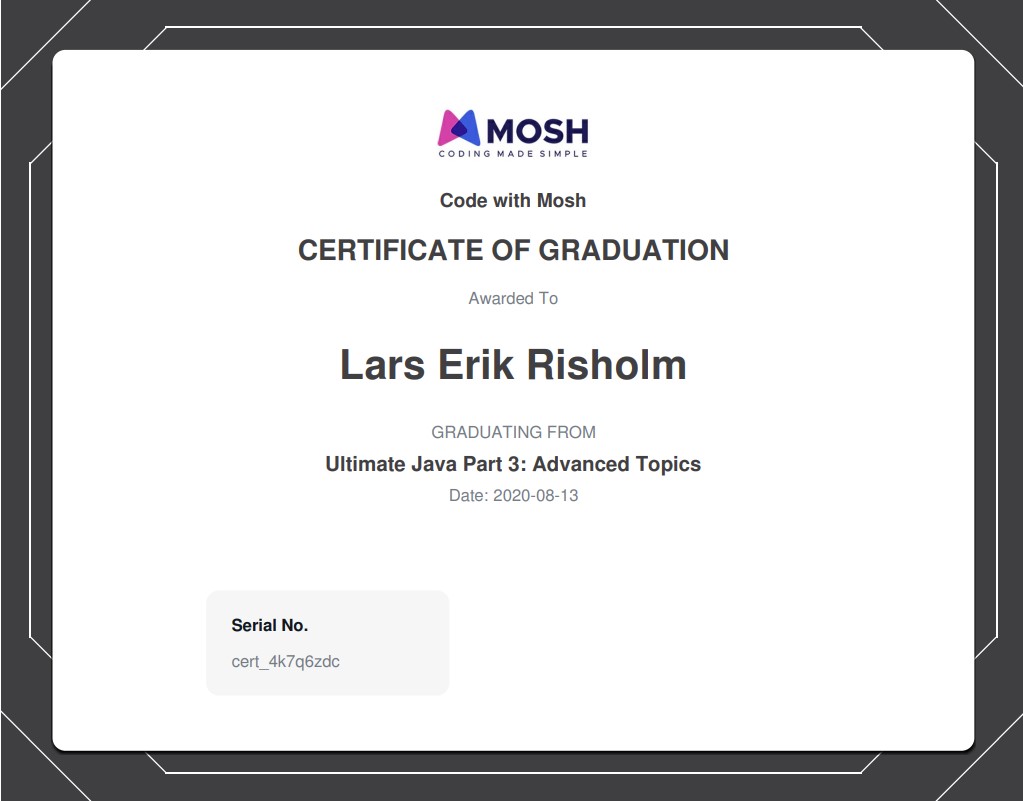 MOSH
CODING MADE SIMPLE
Code with Mosh
CERTIFICATE OF GRADUATION
Awarded To
Lars Erik Risholm
GRADUATING FROM
Ultimate Java Part 3: Advanced Topics
Date: 2020-08-13
Serial No.
cert_4k7q6zdc